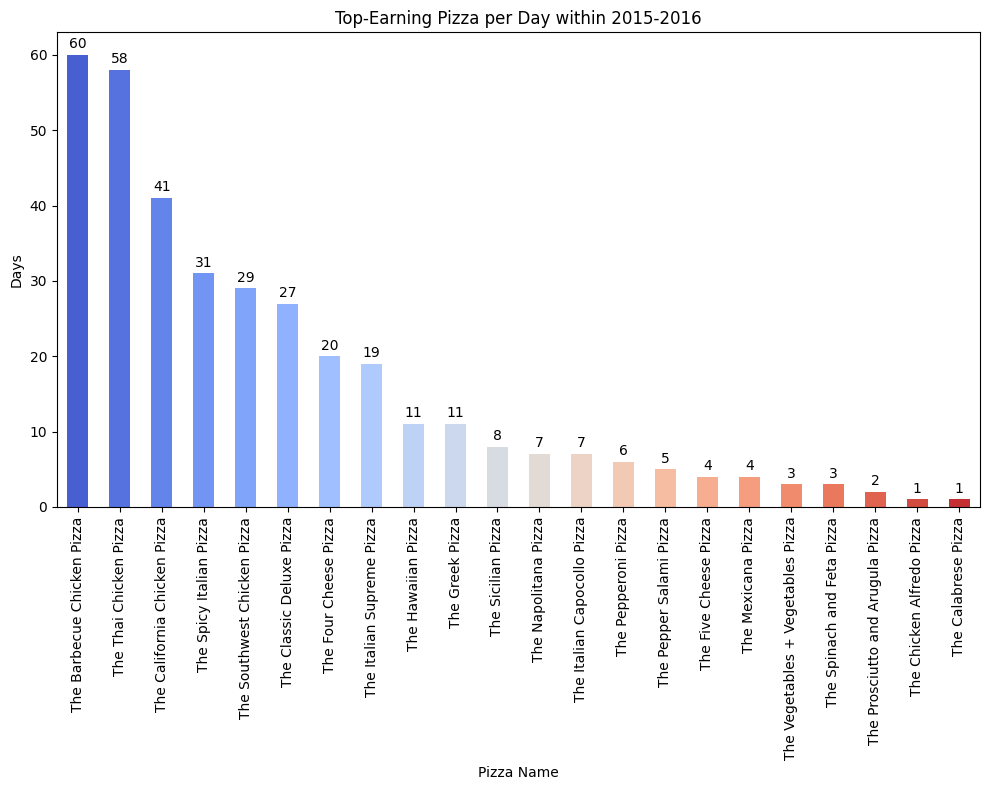 Top-Earning Pizza per Day within 2015-2016
Days
60
50
40
30
20
10
0
60
58
41
31
29
27
20
19
11
11
8
7
7
6
5
4
4
3
3
2
1
1
The Barbecue Chicken Pizza
The Thai Chicken Pizza
The California Chicken Pizza
The Spicy Italian Pizza
The Southwest Chicken Pizza
The Classic Deluxe Pizza
The Four Cheese Pizza
The Italian Supreme Pizza
The Hawaiian Pizza
The Greek Pizza
The Sicilian Pizza
The Napolitana Pizza
The Italian Capocollo Pizza
The Pepperoni Pizza
The Pepper Salami Pizza
The Five Cheese Pizza
The Mexicana Pizza
The Vegetables + Vegetables Pizza
The Spinach and Feta Pizza
The Prosciutto and Arugula Pizza
The Chicken Alfredo Pizza
The Calabrese Pizza
Pizza Name